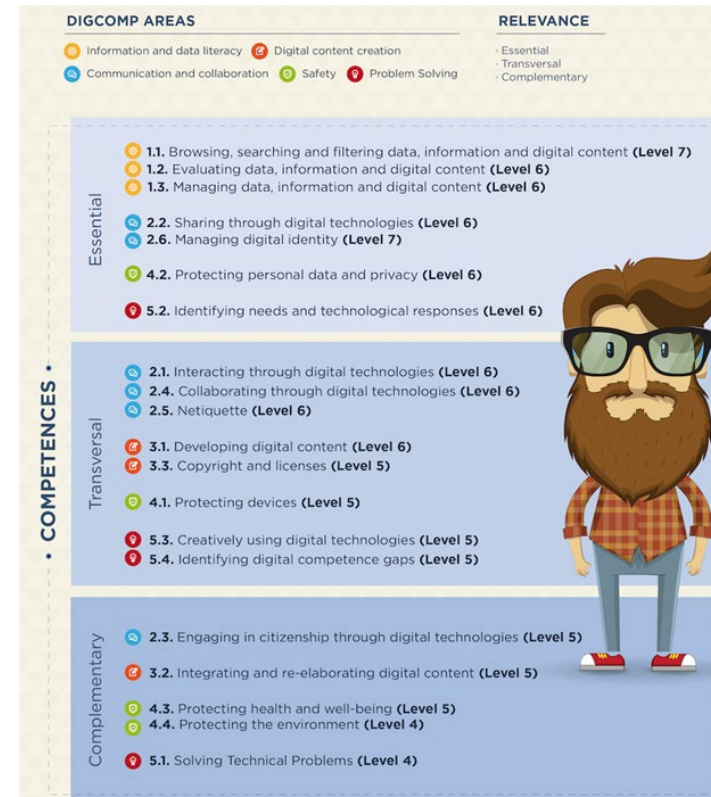 DIGCOMP AREAS
Information and data literacy Digital content creation
Communication and collaboration Safety Problem Solving
RELEVANCE
· Essential
· Transversal
· Complementary
• COMPETENCES •
Essential
1.1. Browsing, searching and filtering data, information and digital content (Level 7)
1.2. Evaluating data, information and digital content (Level 6)
1.3. Managing data, information and digital content (Level 6)
2.2. Sharing through digital technologies (Level 6)
2.6. Managing digital identity (Level 7)
4.2. Protecting personal data and privacy (Level 6)
5.2. Identifying needs and technological responses (Level 6)
Transversal
2.1. Interacting through digital technologies (Level 6)
2.4. Collaborating through digital technologies (Level 6)
2.5. Netiquette (Level 6)
3.1. Developing digital content (Level 6)
3.3. Copyright and licenses (Level 5)
4.1. Protecting devices (Level 5)
5.3. Creatively using digital technologies (Level 5)
5.4. Identifying digital competence gaps (Level 5)
Complementary
2.3. Engaging in citizenship through digital technologies (Level 5)
3.2. Integrating and re-elaborating digital content (Level 5)
4.3. Protecting health and well-being (Level 5)
4.4. Protecting the environment (Level 4)
5.1. Solving Technical Problems (Level 4)